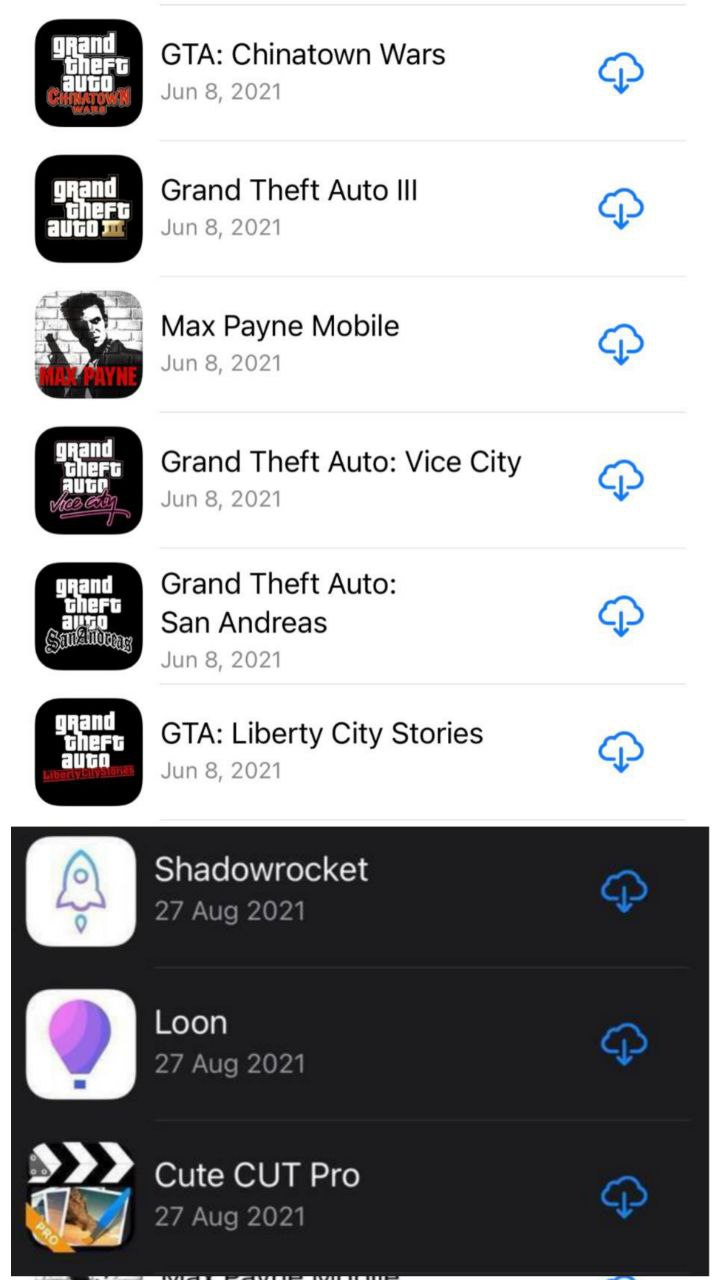 grand
theft
auto
CHINATOWN
WARS
GTA: Chinatown Wars
Jun 8, 2021
grand
theft
auto III
Grand Theft Auto III
Jun 8, 2021
MAX PAYNE
Max Payne Mobile
Jun 8, 2021
grand
theft
auto
vice city
Grand Theft Auto: Vice City
Jun 8, 2021
grand
theft
auto
San Andreas
Grand Theft Auto:
San Andreas
Jun 8, 2021
grand
theft
auto
LibertyCityStories
GTA: Liberty City Stories
Jun 8, 2021
Shadowrocket
27 Aug 2021
Loon
27 Aug 2021
PRO
Cute CUT Pro
27 Aug 2021
Max Payne Mobile